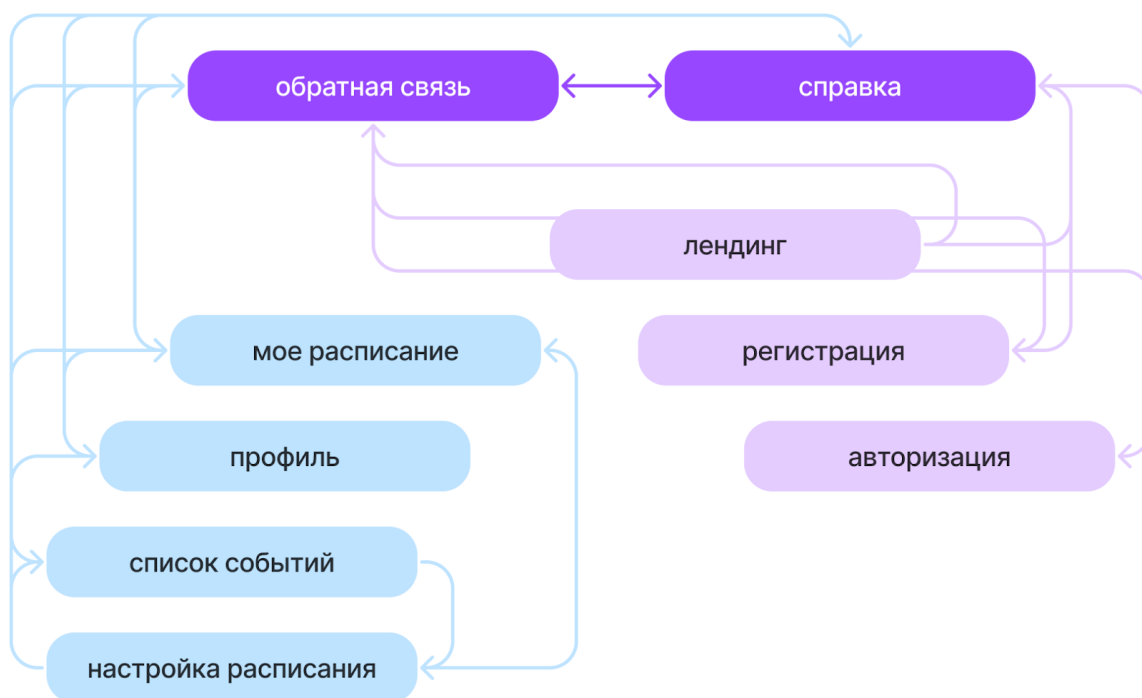 обратная связь
справка
лендинг
мое расписание
регистрация
профиль
авторизация
список событий
настройка расписания